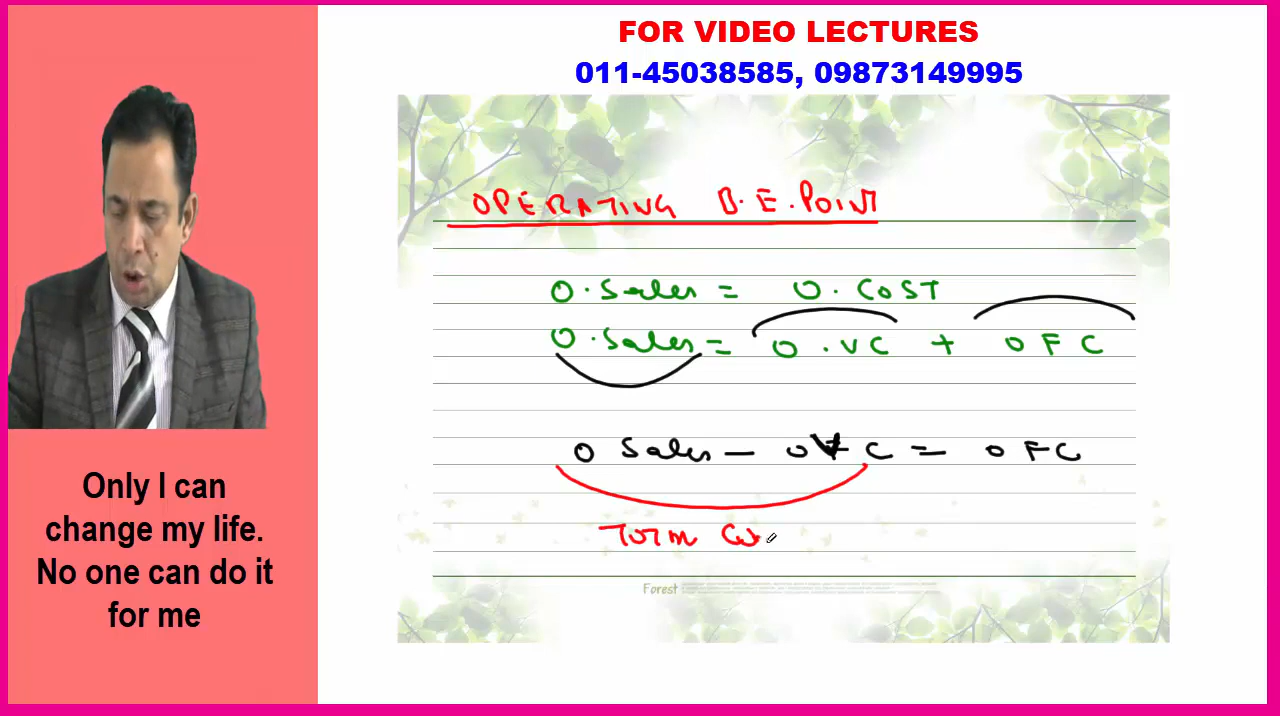 FOR VIDEO LECTURES
011-45038585, 09873149995
OPERATING B.E.POINT
O.Sales = O.COST
O.Sales = O.VC + OFC
O Sales - OVC = OFC
Forest
Only I can
change my life.
No one can do it
for me